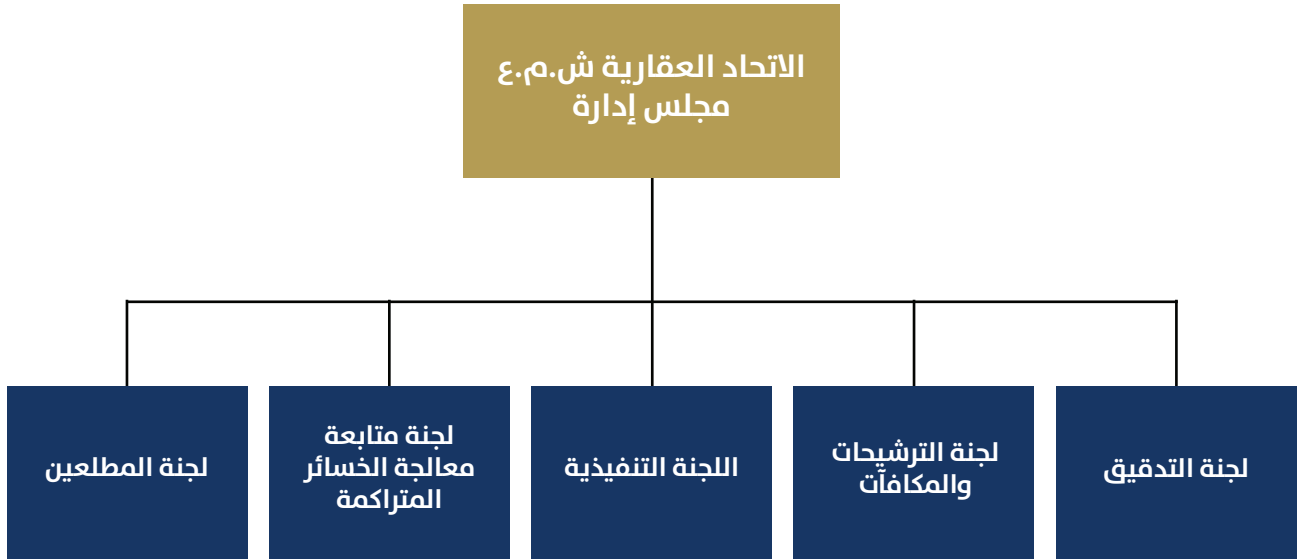 الاتحاد العقارية ش.م.ع
مجلس إدارة
لجنة التدقيق
لجنة الترشيحات
والمكافآت
اللجنة التنفيذية
لجنة متابعة
معالجة الخسائر
المتراكمة
لجنة المطلعين